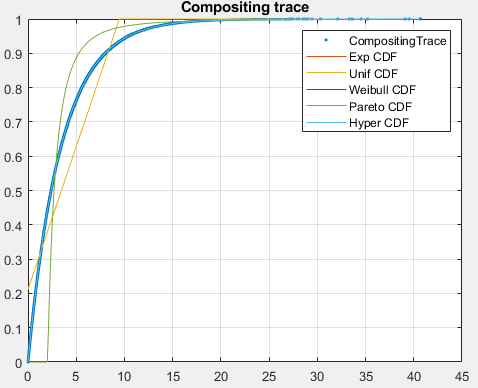 Compositing trace
1
0.9
0.8
0.7
0.6
0.5
0.4
0.3
0.2
0.1
0
0 5 10 15 20 25 30 35 40 45
CompositingTrace
Exp CDF
Unif CDF
Weibull CDF
Pareto CDF
Hyper CDF